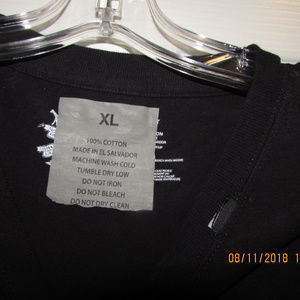 XL
100% COTTON
MADE IN EL SALVADOR
MACHINE WASH COLD
TUMBLE DRY LOW
DO NOT IRON
DO NOT BLEACH
DO NOT DRY CLEAN
08/11/2018 1